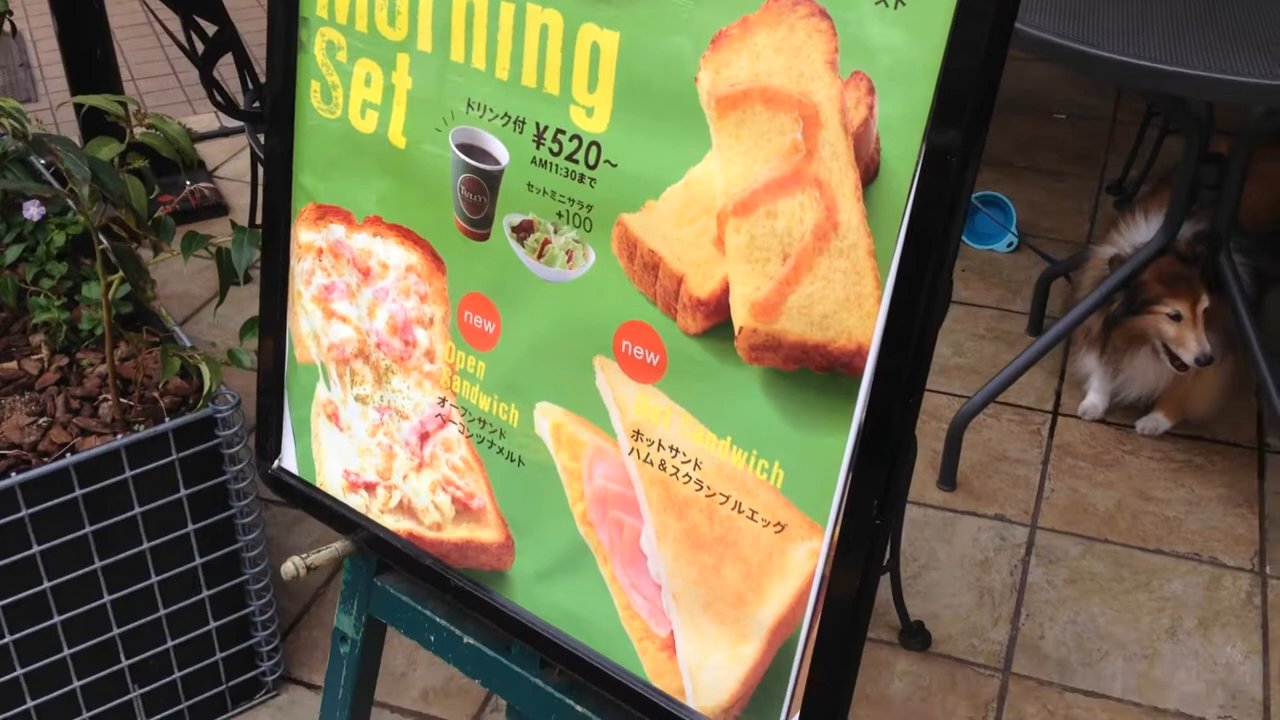 Morning
Set
ドリンク付 ¥520~
AM11:30まで
TULLY'S
セットミニサラダ
+100
new
Open
Sandwich
オープンサンド
ベーコンツナメルト
new
Hot Sandwich
ホットサンド
ハム&スクランブルエッグ
スト